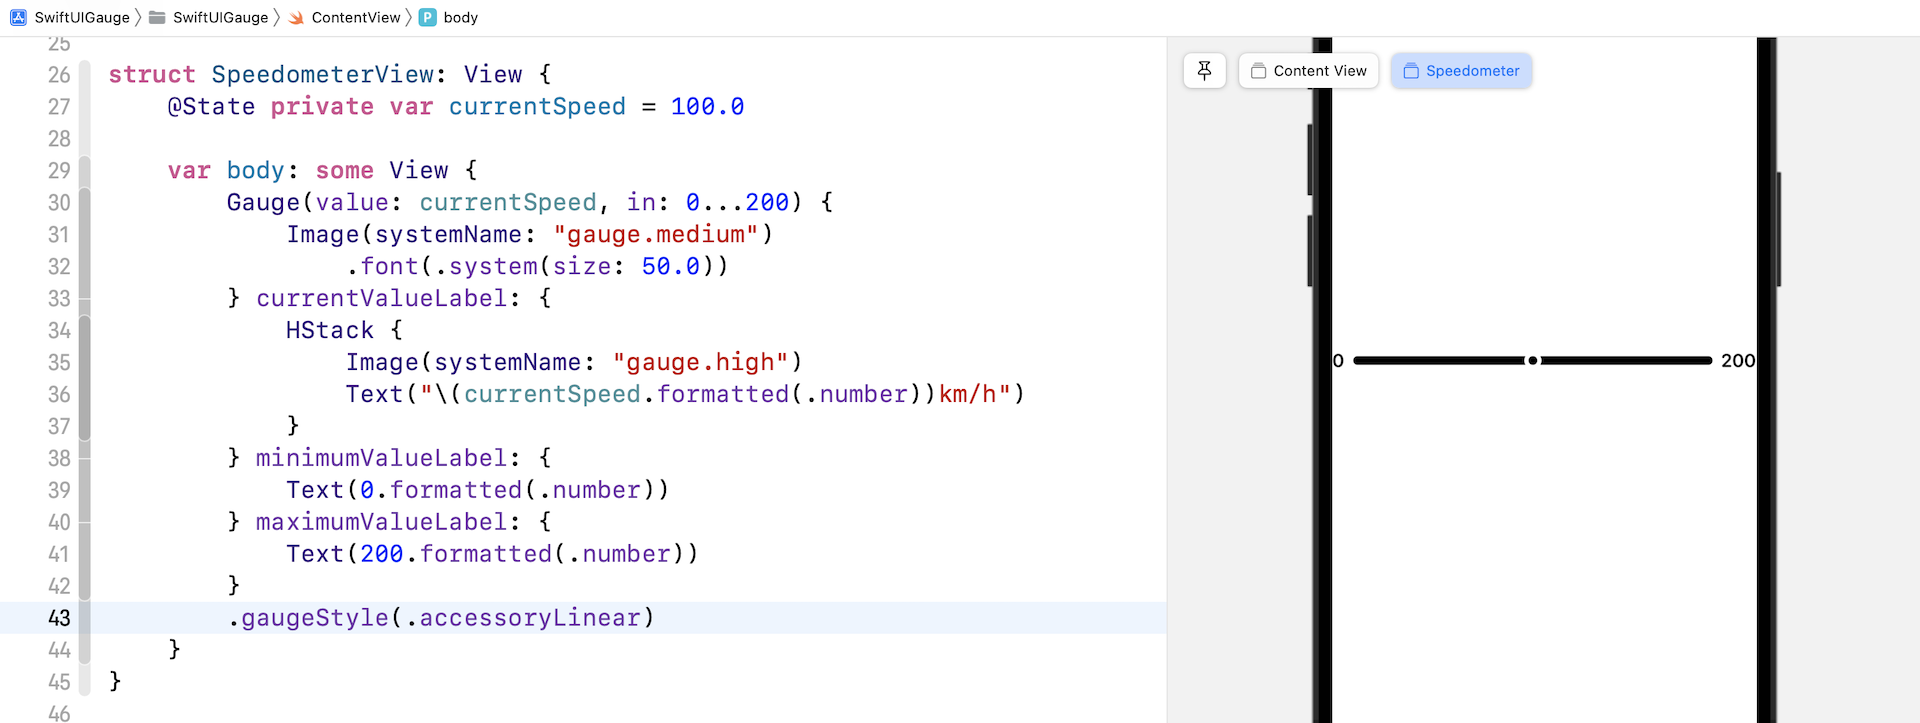 SwiftUIGauge SwiftUIGauge ContentView P body
25
26 struct SpeedometerView: View {
27 @State private var currentSpeed = 100.0
28
29 var body: some View {
30 Gauge(value: currentSpeed, in: 0...200) {
31 Image(systemName: "gauge.medium")
32 .font(.system(size: 50.0))
33 } currentValueLabel: {
34 HStack {
35 Image(systemName: "gauge.high")
36 Text("\(currentSpeed.formatted(.number))km/h")
37 }
38 } minimumValueLabel: {
39 Text(0.formatted(.number))
40 } maximumValueLabel: {
41 Text(200.formatted(.number))
42 }
43 .gaugeStyle(.accessoryLinear)
44 }
45 }
46
Content View Speedometer
0 200